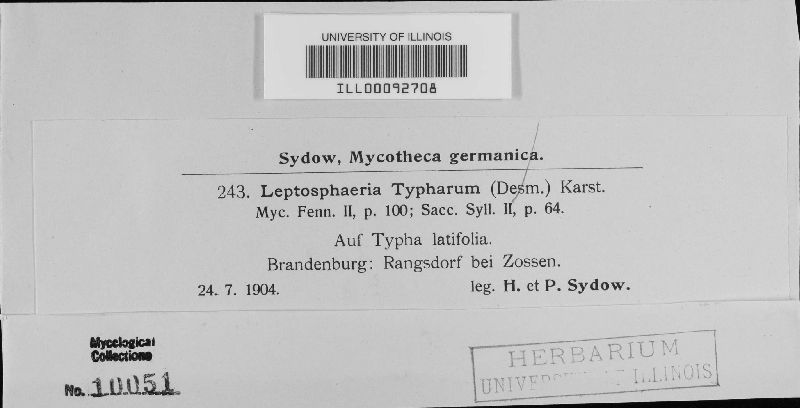 UNIVERSITY OF ILLINOIS
ILL00092708
Sydow, Mycotheca germanica.
243. Leptosphaeria Typharum (Desm.) Karst.
Myc. Fenn. II, p. 100; Sacc. Syll. II, p. 64.
Auf Typha latifolia.
Brandenburg: Rangsdorf bei Zossen.
24. 7. 1904. leg. H. et P. Sydow.
Mycological
Collections
No. 10051
HERBARIUM
UNIVERSITY OF ILLINOIS